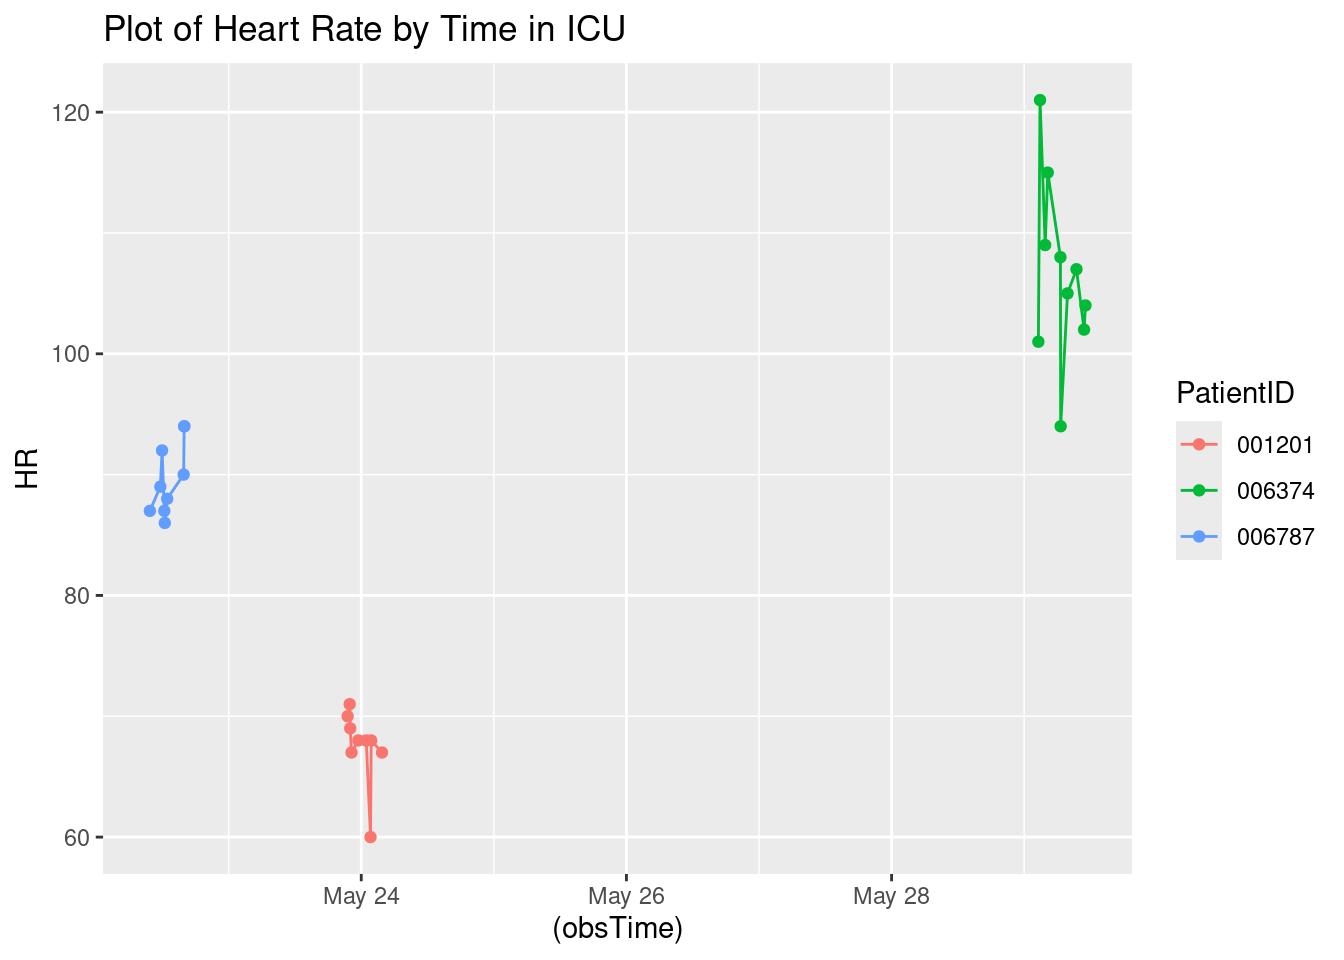 Plot of Heart Rate by Time in ICU
120
100
80
60
HR
May 24
May 26
May 28
(obsTime)
PatientID
001201
006374
006787